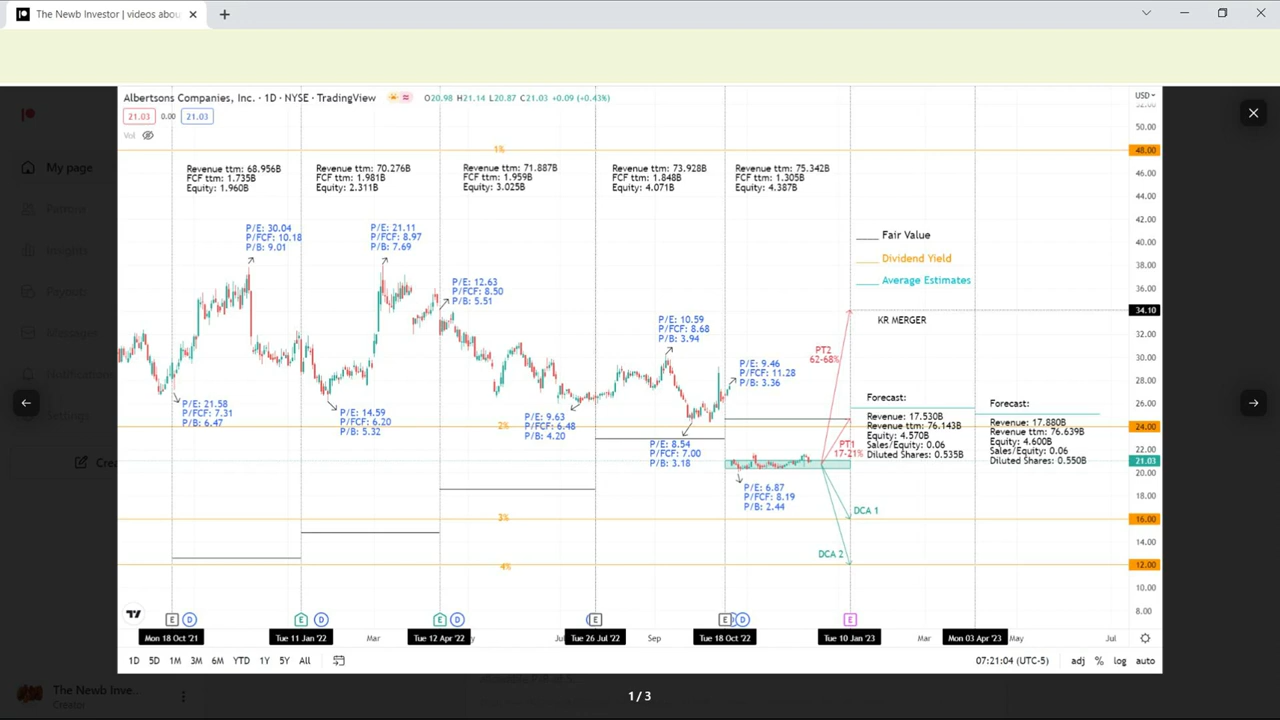 The Newb Investor | videos abou
Albertsons Companies, Inc. · 1D · NYSE · TradingView
O20.98 H21.14 L20.87 C21.03 +0.09 (+0.43%)
USD
21.03 0.00 21.03
Vol
50.00
1%
48.00
Revenue ttm: 68.956B
FCF ttm: 1.735B
Equity: 1.960B
Revenue ttm: 70.276B
FCF ttm: 1.981B
Equity: 2.311B
Revenue ttm: 71.887B
FCF ttm: 1.959B
Equity: 3.025B
Revenue ttm: 73.928B
FCF ttm: 1.848B
Equity: 4.071B
Revenue ttm: 75.342B
FCF ttm: 1.305B
Equity: 4.387B
My page
Patrons
Insights
Payouts
Messages
Notifications
Settings
Crea
46.00
44.00
42.00
40.00
38.00
36.00
34.10
32.00
30.00
28.00
26.00
24.00
22.00
21.03
20.00
18.00
16.00
14.00
12.00
10.00
8.00
P/E: 30.04
P/FCF: 10.18
P/B: 9.01
P/E: 21.11
P/FCF: 8.97
P/B: 7.69
P/E: 12.63
P/FCF: 8.50
P/B: 5.51
P/E: 10.59
P/FCF: 8.68
P/B: 3.94
P/E: 9.46
P/FCF: 11.28
P/B: 3.36
P/E: 21.58
P/FCF: 7.31
P/B: 6.47
P/E: 14.59
P/FCF: 6.20
P/B: 5.32
P/E: 9.63
P/FCF: 6.48
P/B: 4.20
P/E: 8.54
P/FCF: 7.00
P/B: 3.18
P/E: 6.87
P/FCF: 8.19
P/B: 2.44
2%
3%
4%
Fair Value
Dividend Yield
Average Estimates
KR MERGER
PT2
62-68%
PT1
17-21%
DCA 1
DCA 2
Forecast:
Revenue: 17.530B
Revenue ttm: 76.143B
Equity: 4.570B
Sales/Equity: 0.06
Diluted Shares: 0.535B
Forecast:
Revenue: 17.880B
Revenue ttm: 76.639B
Equity: 4.600B
Sales/Equity: 0.06
Diluted Shares: 0.550B
E D E D E D E E D E
Mon 18 Oct '21 Tue 11 Jan '22 Mar Tue 12 Apr '22 Jul Tue 26 Jul '22 Sep Tue 18 Oct '22 Tue 10 Jan '23 Mar Mon 03 Apr '23 May Jul
1D 5D 1M 3M 6M YTD 1Y 5Y All
07:21:04 (UTC-5) adj % log auto
The Newb Inve...
Creator
1 / 3